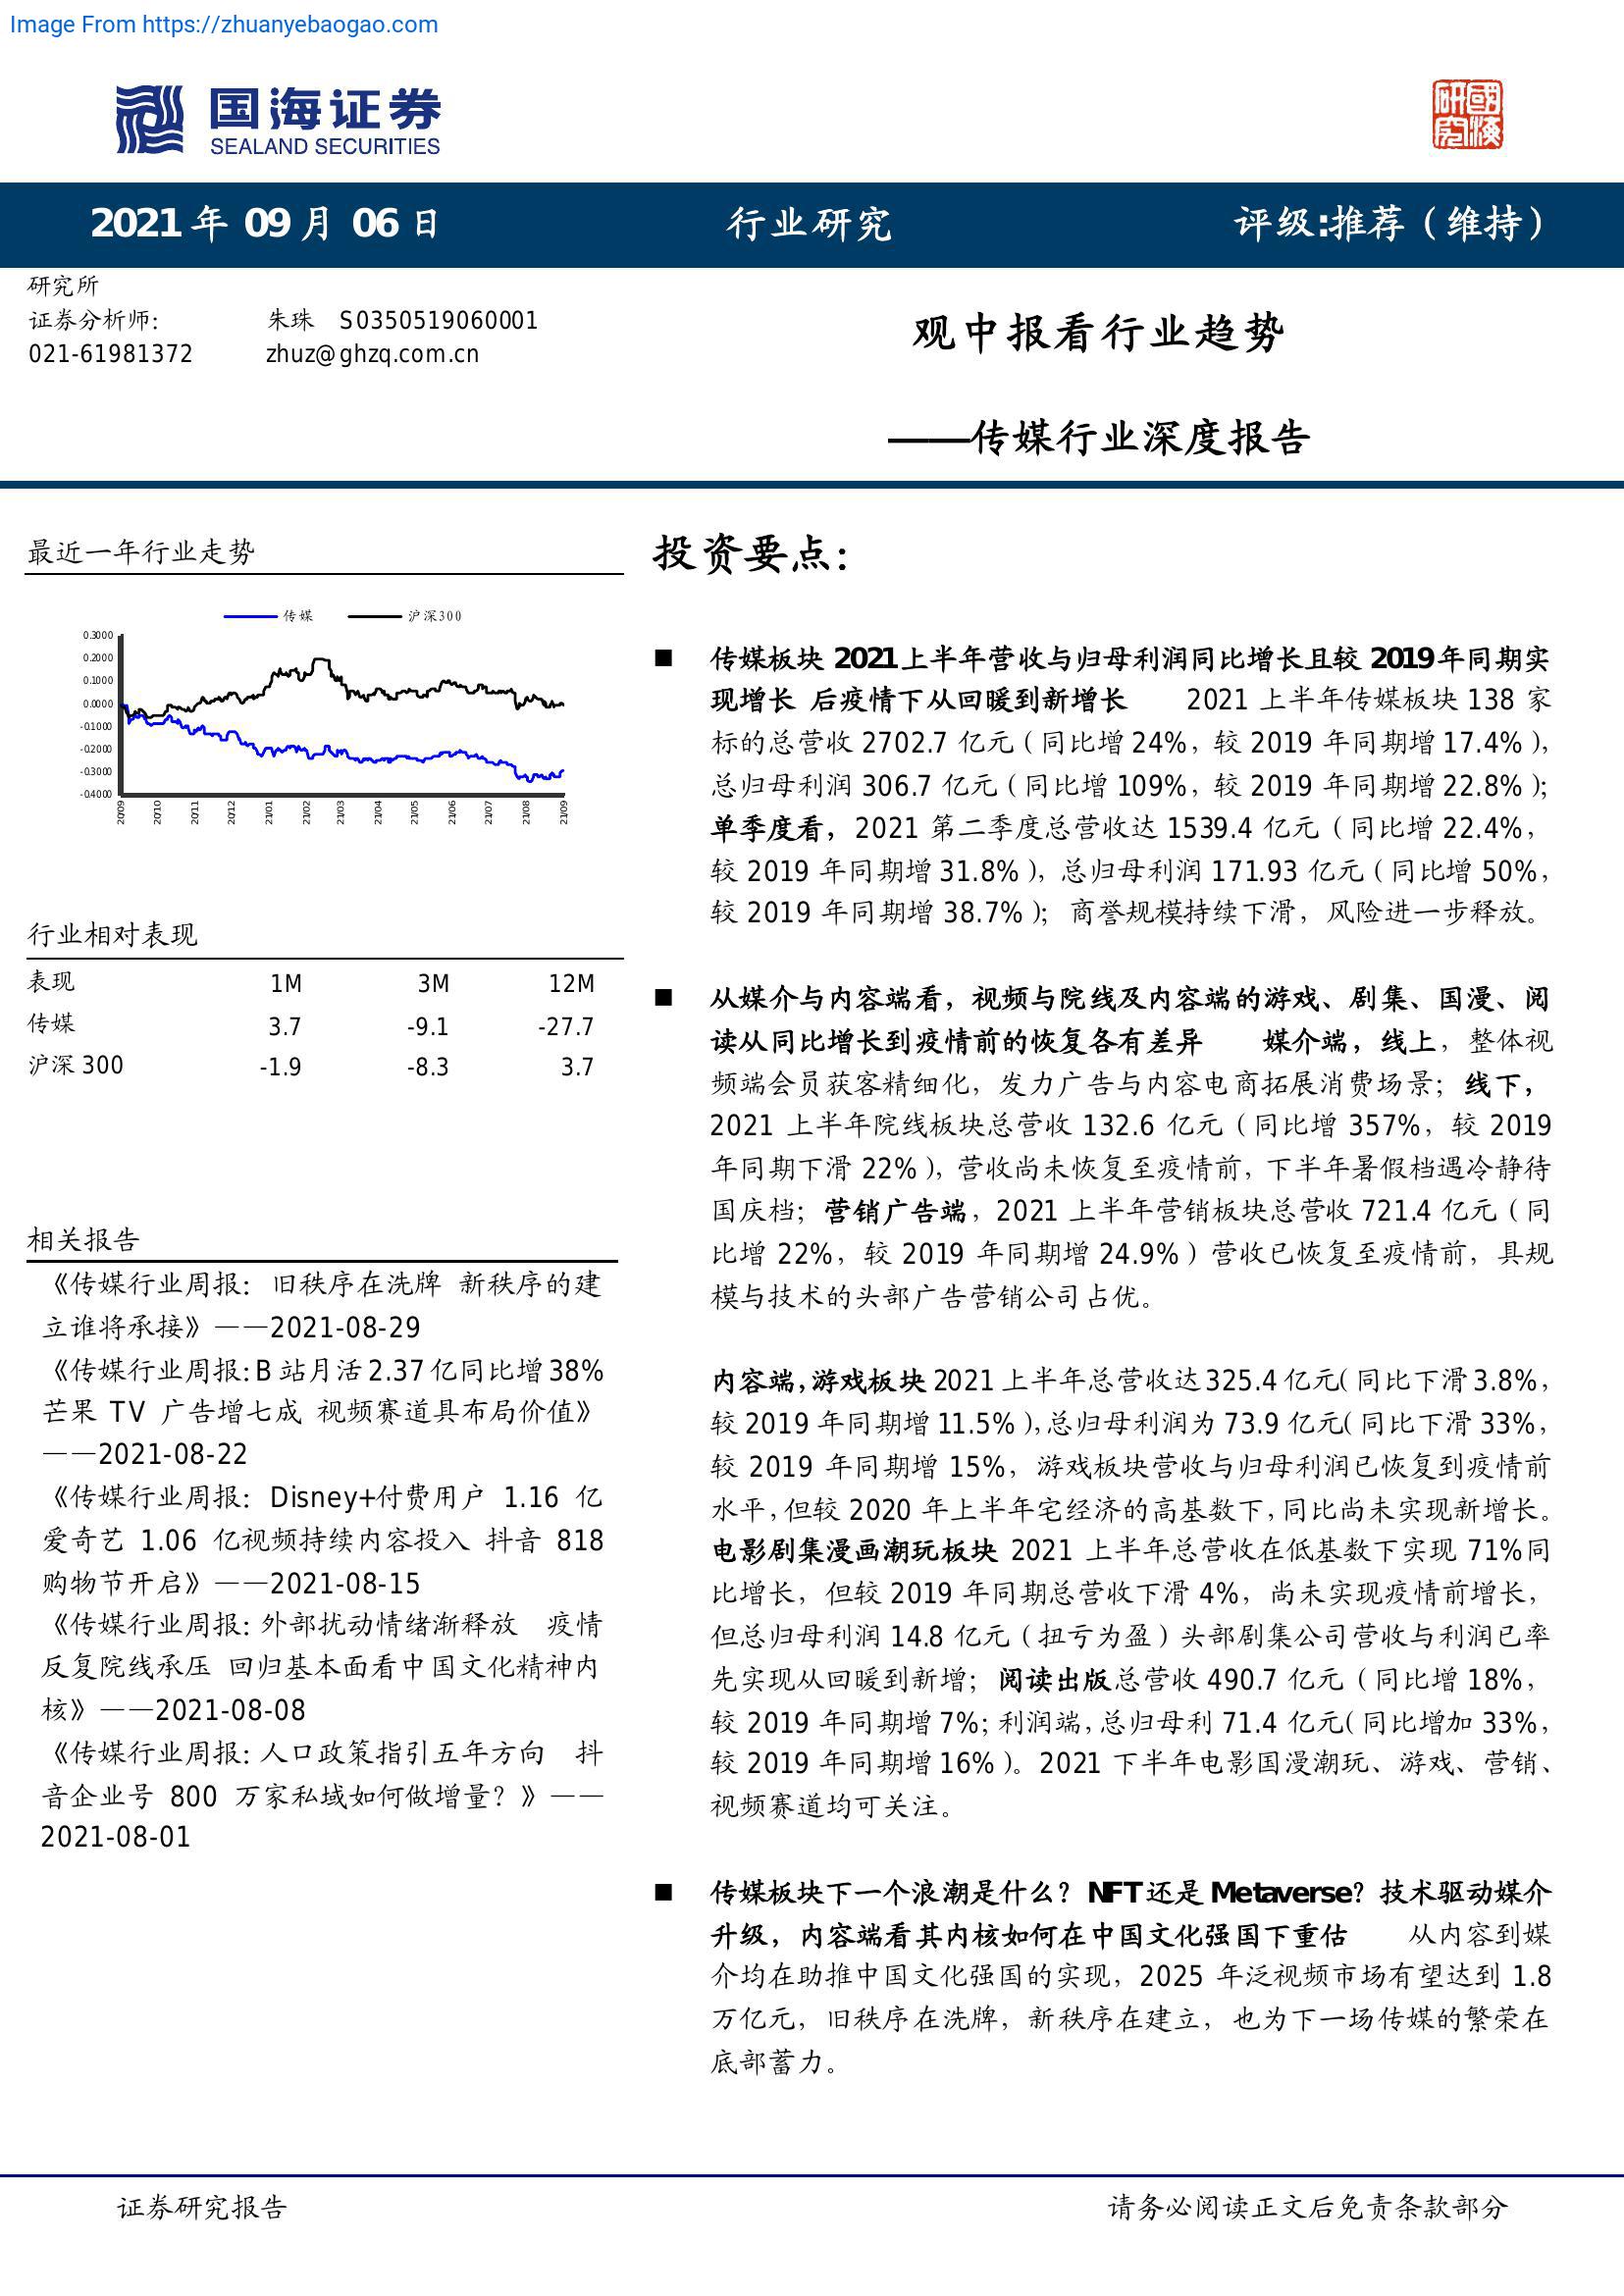 Image From https://zhuanyebaogao.com
国海证券
SEALAND SECURITIES
研究
國海
2021 年 09 月 06 日
行业研究
评级:推荐（维持）
研究所
证券分析师:
朱珠 S0350519060001
021-61981372
zhuz@ghzq.com.cn
观中报看行业趋势
——传媒行业深度报告
最近一年行业走势
传媒
沪深300
0.3000
0.2000
0.1000
0.0000
-0.1000
-0.2000
-0.3000
-0.4000
20/09
20/10
20/11
20/12
21/01
21/02
21/03
21/04
21/05
21/06
21/07
21/08
21/09
行业相对表现
表现 1M 3M 12M
传媒 3.7 -9.1 -27.7
沪深 300 -1.9 -8.3 3.7
相关报告
《传媒行业周报：旧秩序在洗牌 新秩序的建
立谁将承接》——2021-08-29
《传媒行业周报:B 站月活 2.37 亿同比增 38%
芒果 TV 广告增七成 视频赛道具布局价值》
——2021-08-22
《传媒行业周报：Disney+付费用户 1.16 亿
爱奇艺 1.06 亿视频持续内容投入 抖音 818
购物节开启》——2021-08-15
《传媒行业周报：外部扰动情绪渐释放 疫情
反复院线承压 回归基本面看中国文化精神内
核》——2021-08-08
《传媒行业周报：人口政策指引五年方向 抖
音企业号 800 万家私域如何做增量？》——
2021-08-01
投资要点：
■ 传媒板块 2021 上半年营收与归母利润同比增长且较 2019 年同期实
现增长 后疫情下从回暖到新增长 2021 上半年传媒板块 138 家
标的总营收 2702.7 亿元（同比增 24%，较 2019 年同期增 17.4%），
总归母利润 306.7 亿元（同比增 109%，较 2019 年同期增 22.8%）；
单季度看，2021 第二季度总营收达 1539.4 亿元（同比增 22.4%，
较 2019 年同期增 31.8%），总归母利润 171.93 亿元（同比增 50%，
较 2019 年同期增 38.7%）；商誉规模持续下滑，风险进一步释放。
■ 从媒介与内容端看，视频与院线及内容端的游戏、剧集、国漫、阅
读从同比增长到疫情前的恢复各有差异 媒介端，线上，整体视
频端会员获客精细化，发力广告与内容电商拓展消费场景；线下，
2021 上半年院线板块总营收 132.6 亿元（同比增 357%，较 2019
年同期下滑 22%），营收尚未恢复至疫情前，下半年暑假档遇冷静待
国庆档；营销广告端，2021 上半年营销板块总营收 721.4 亿元（同
比增 22%，较 2019 年同期增 24.9%）营收已恢复至疫情前，具规
模与技术的头部广告营销公司占优。
内容端，游戏板块 2021 上半年总营收达 325.4 亿元（同比下滑 3.8%，
较 2019 年同期增 11.5%），总归母利润为 73.9 亿元（同比下滑 33%，
较 2019 年同期增 15%，游戏板块营收与归母利润已恢复到疫情前
水平，但较 2020 年上半年宅经济的高基数下，同比尚未实现新增长。
电影剧集漫画潮玩板块 2021 上半年总营收在低基数下实现 71%同
比增长，但较 2019 年同期总营收下滑 4%，尚未实现疫情前增长，
但总归母利润 14.8 亿元（扭亏为盈）头部剧集公司营收与利润已率
先实现从回暖到新增；阅读出版总营收 490.7 亿元（同比增 18%，
较 2019 年同期增 7%；利润端，总归母利 71.4 亿元（同比增加 33%，
较 2019 年同期增 16%）。2021 下半年电影国漫潮玩、游戏、营销、
视频赛道均可关注。
■ 传媒板块下一个浪潮是什么？NFT 还是 Metaverse？技术驱动媒介
升级，内容端看其内核如何在中国文化强国下重估 从内容到媒
介均在助推中国文化强国的实现，2025 年泛视频市场有望达到 1.8
万亿元，旧秩序在洗牌，新秩序在建立，也为下一场传媒的繁荣在
底部蓄力。
证券研究报告
请务必阅读正文后免责条款部分